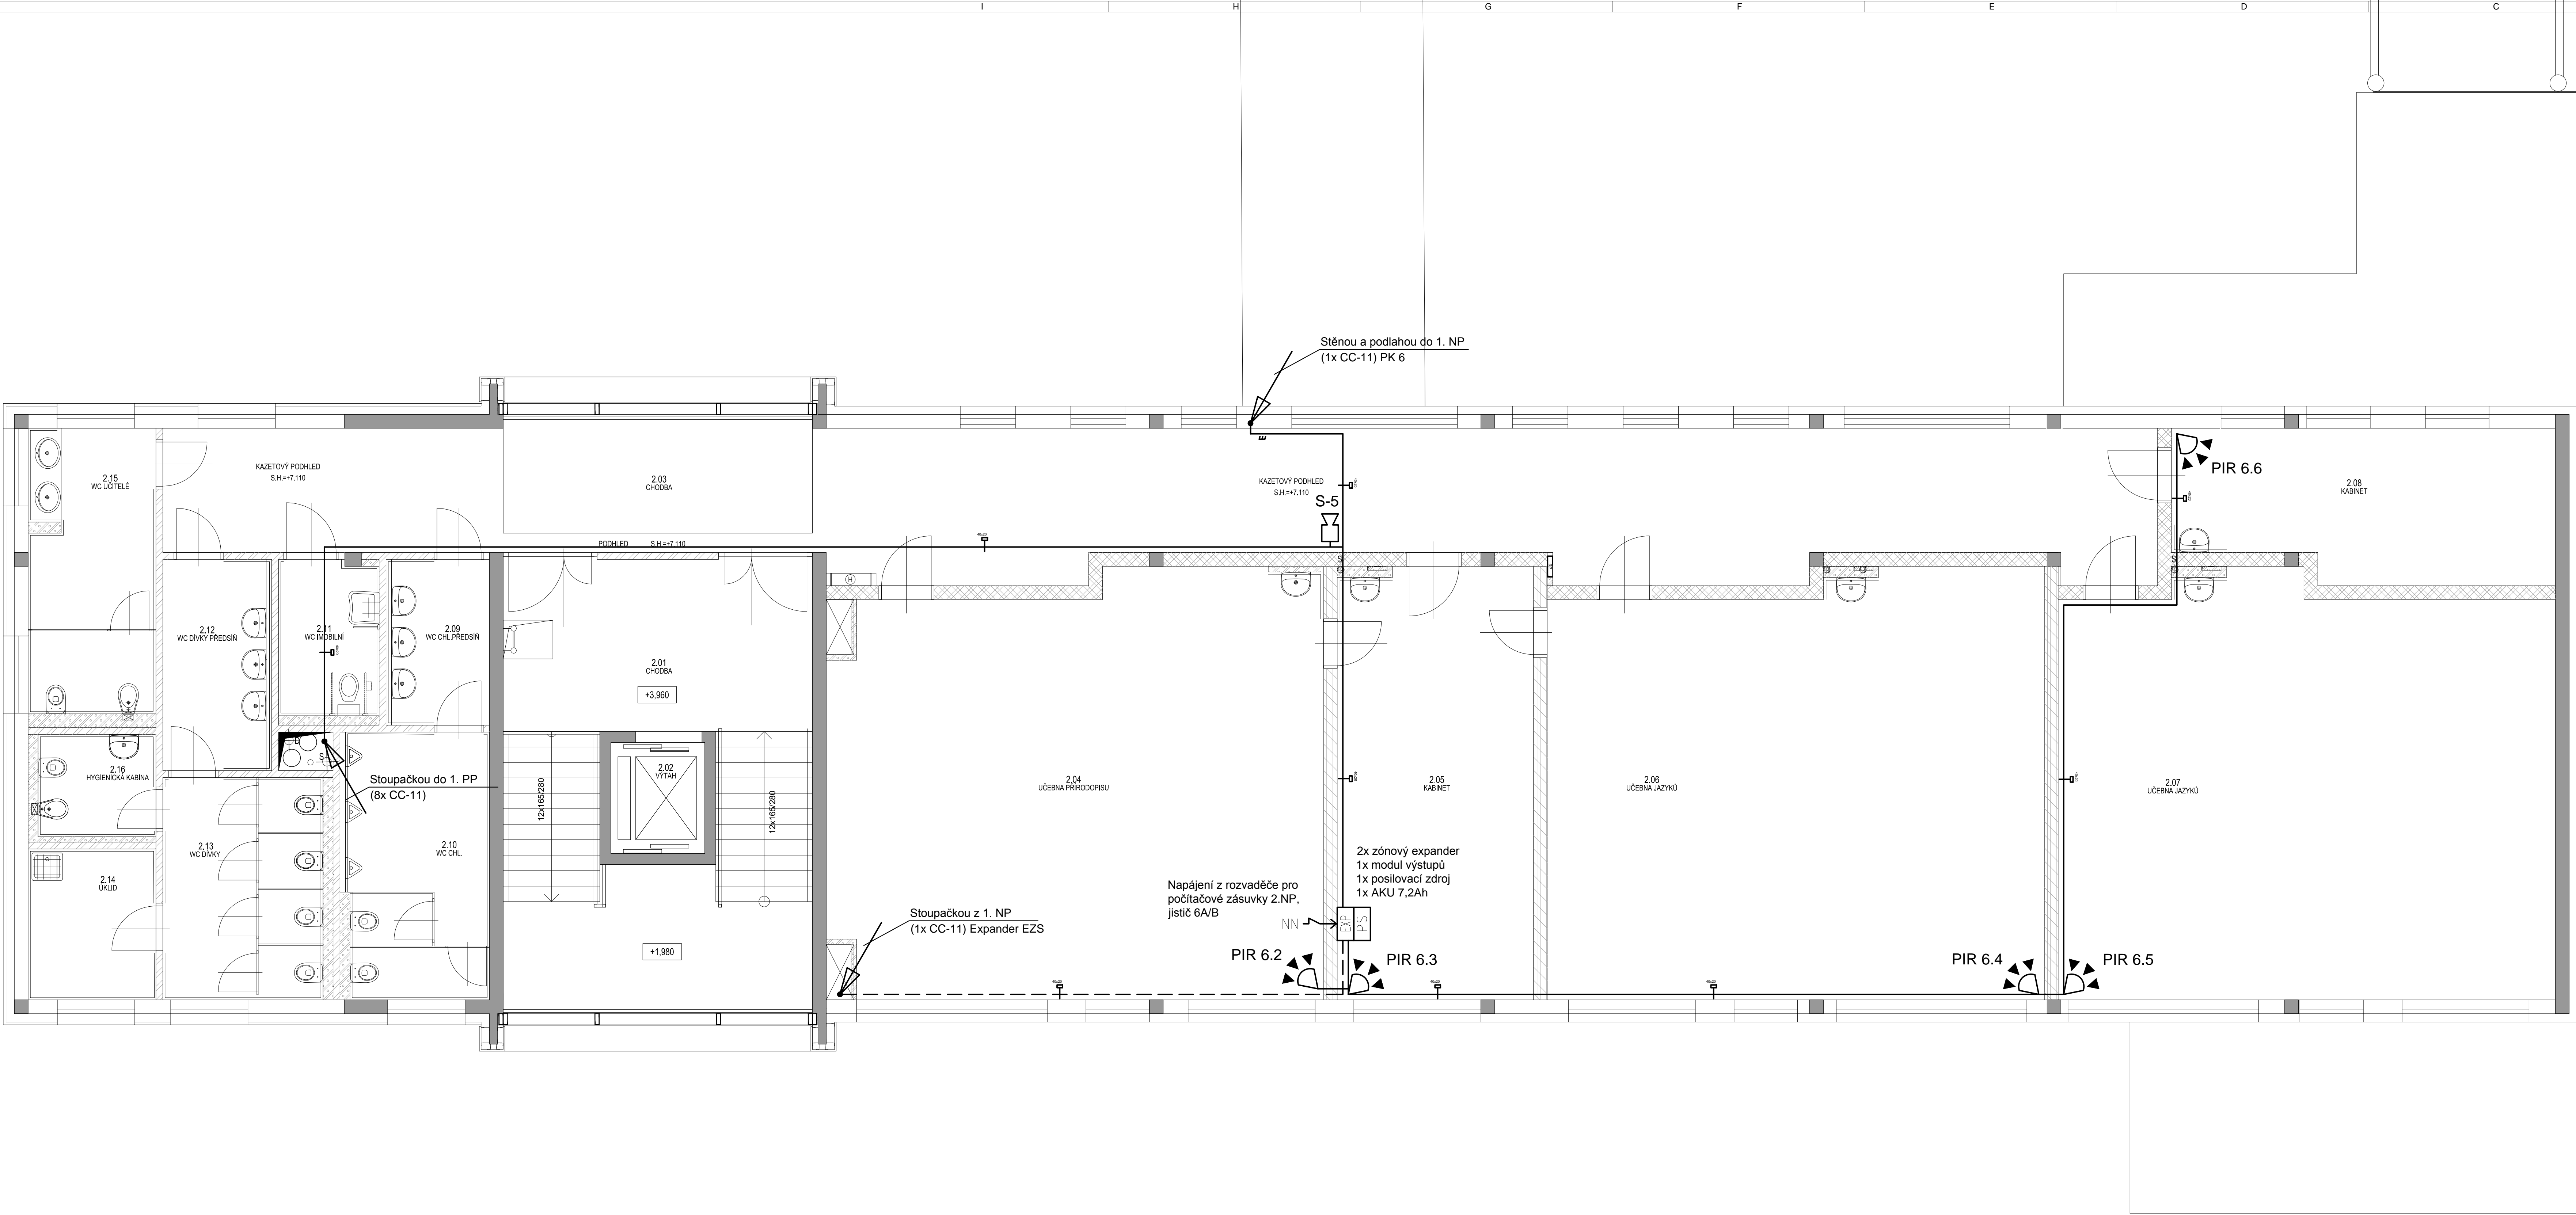 I
H
G
F
E
D
C
Stěnou a podlahou do 1. NP
(1x CC-11) PK 6
2.15
WC UČITELÉ
KAZETOVÝ PODHLED
S.H.=+7,110
2.03
CHODBA
KAZETOVÝ PODHLED
S.H.=+7,110
S-5
PIR 6.6
2.08
KABINET
PODHLED S.H.=+7,110
40x20
H
S
S
2.12
WC DÍVKY PŘEDSÍŇ
2.11
WC IMOBILNÍ
2.09
WC CHL.PŘEDSÍŇ
2.01
CHODBA
+3,960
S
2.16
HYGIENICKÁ KABINA
Stoupačkou do 1. PP
(8x CC-11)
12x165/280
2.02
VÝTAH
12x165/280
2.04
UČEBNA PŘÍRODOPISU
2.05
KABINET
2.06
UČEBNA JAZYKŮ
2.07
UČEBNA JAZYKŮ
2.13
WC DÍVKY
2.10
WC CHL.
2.14
ÚKLID
2x zónový expander
1x modul výstupů
1x posilovací zdroj
1x AKU 7,2Ah
Napájení z rozvaděče pro
počítačové zásuvky 2.NP,
jistič 6A/B
NN
EXP
PS
Stoupačkou z 1. NP
(1x CC-11) Expander EZS
+1,980
PIR 6.2
PIR 6.3
PIR 6.4
PIR 6.5
40x20
40x20
40x20